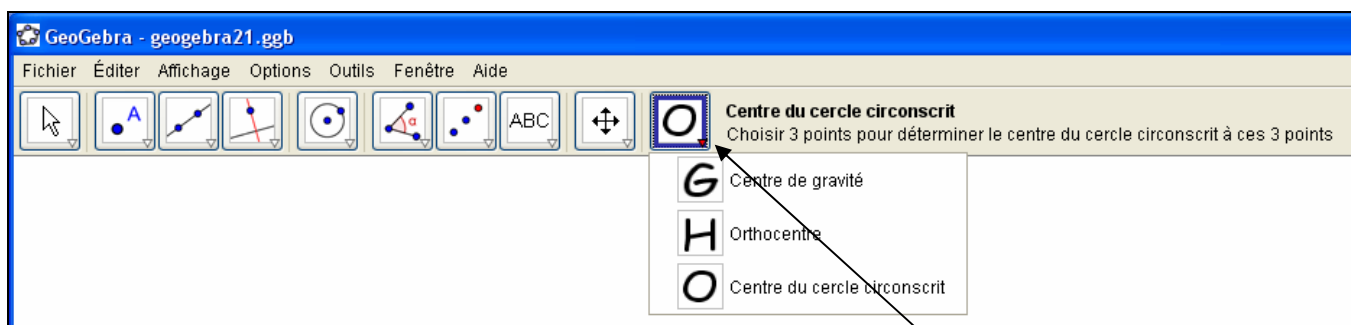 GeoGebra - geogebra21.ggb
Fichier Éditer Affichage Options Outils Fenêtre Aide
A
α
ABC
O
Centre du cercle circonscrit
Choisir 3 points pour déterminer le centre du cercle circonscrit à ces 3 points
G Centre de gravité
H Orthocentre
O Centre du cercle circonscrit